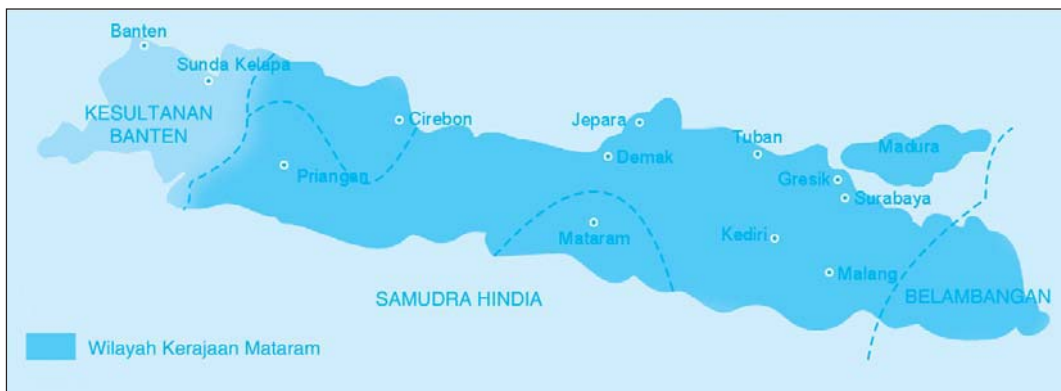 Banten
Sunda Kelapa
KESULTANAN
BANTEN
Cirebon
Priangan
Jepara
Demak
Tuban
Madura
Gresik
Surabaya
Mataram
Kediri
Malang
SAMUDRA HINDIA
BELAMBANGAN
Wilayah Kerajaan Mataram